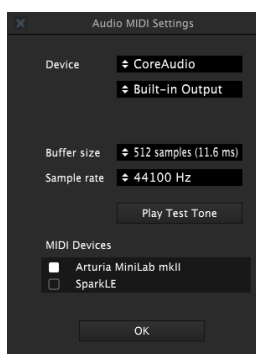 Audio MIDI Settings
Device CoreAudio
Built-in Output
Buffer size 512 samples (11.6 ms)
Sample rate 44100 Hz
Play Test Tone
MIDI Devices
Arturia MiniLab mkII
SparkLE
OK